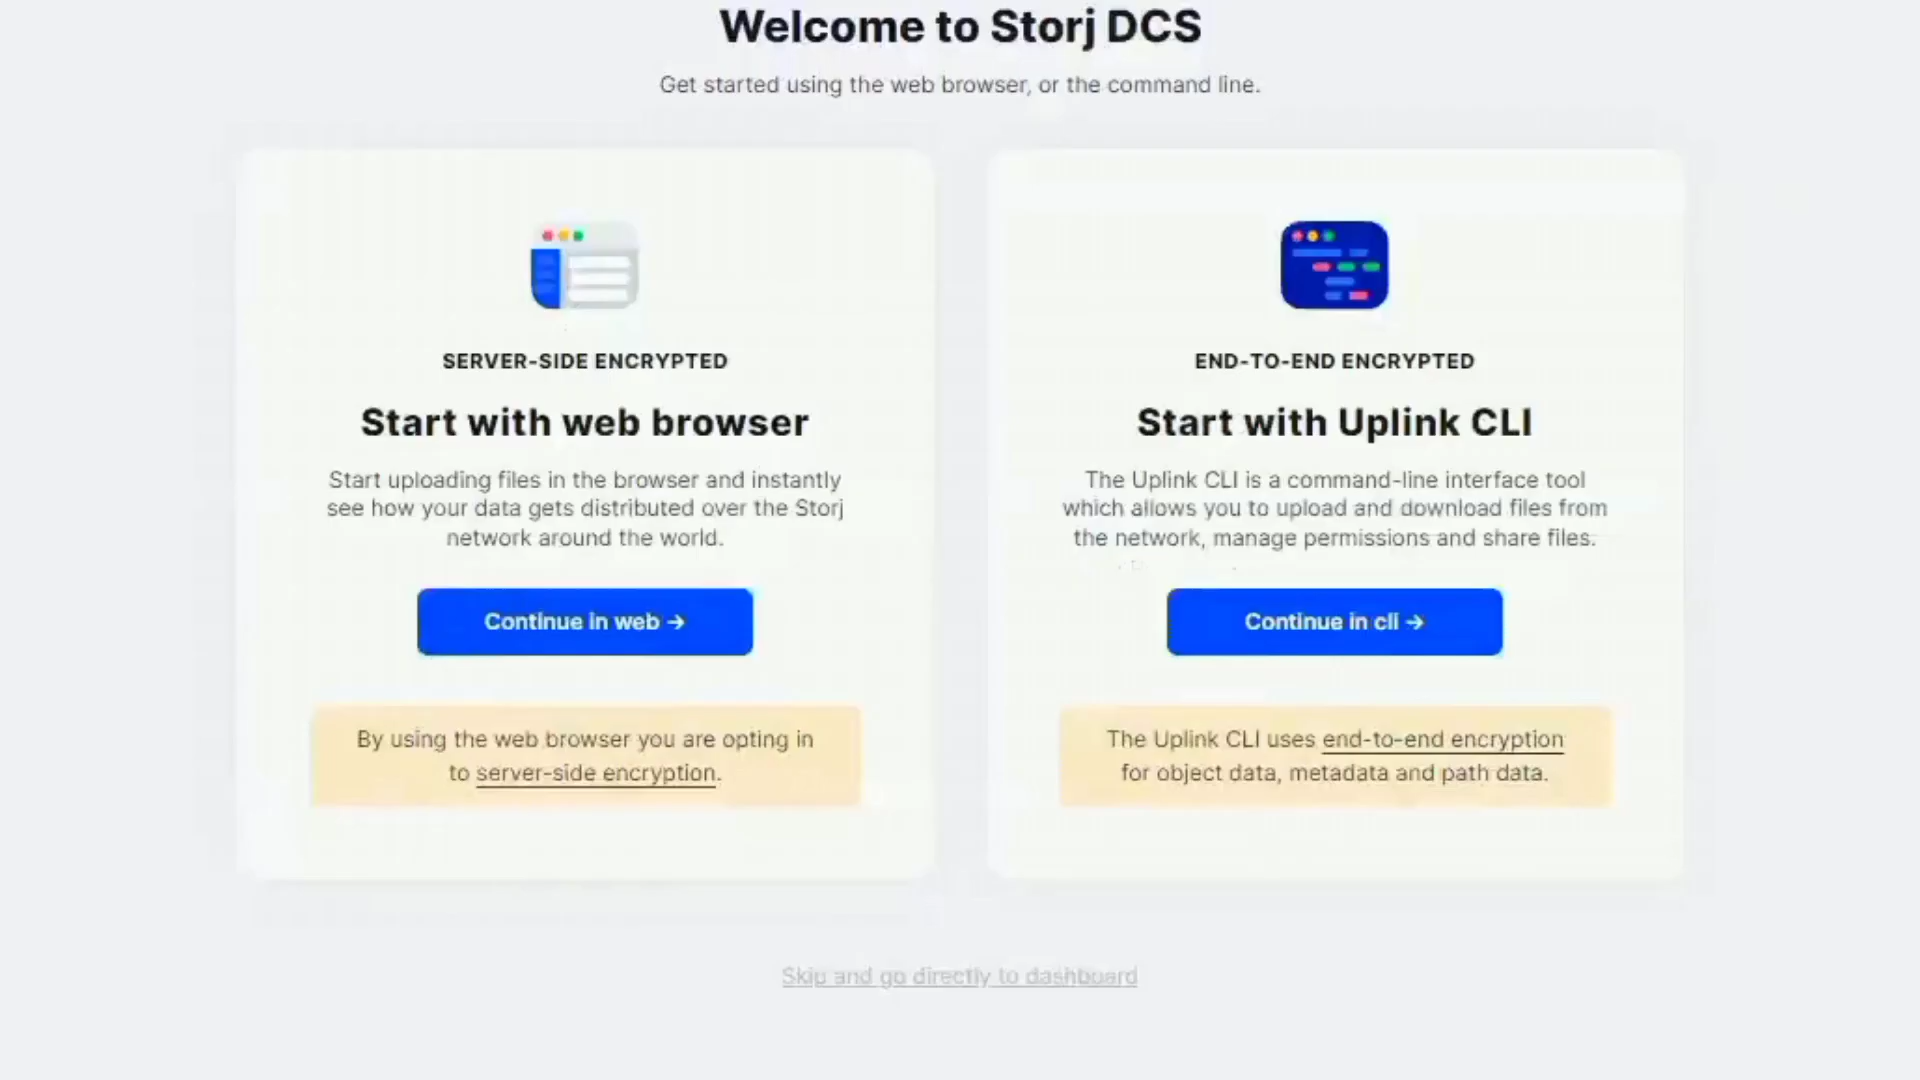 Welcome to Storj DCS
Get started using the web browser, or the command line.
SERVER-SIDE ENCRYPTED
Start with web browser
Start uploading files in the browser and instantly
see how your data gets distributed over the Storj
network around the world.
Continue in web →
By using the web browser you are opting in
to server-side encryption.
END-TO-END ENCRYPTED
Start with Uplink CLI
The Uplink CLI is a command-line interface tool
which allows you to upload and download files from
the network, manage permissions and share files.
Continue in cli →
The Uplink CLI uses end-to-end encryption
for object data, metadata and path data.
Skip and go directly to dashboard